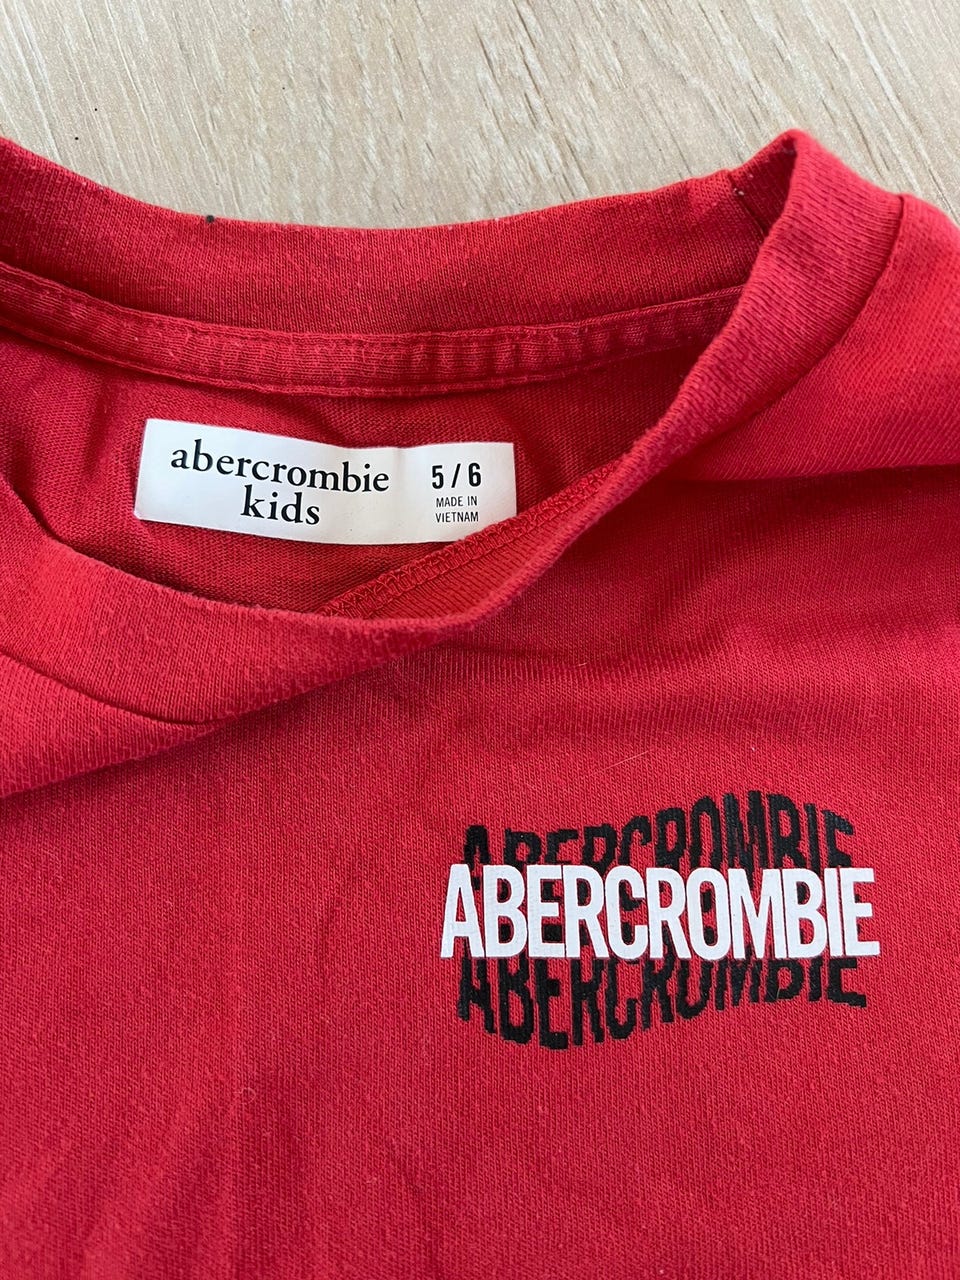 abercrombie
kids
5 / 6
MADE IN
VIETNAM
ABERCROMBIE
ABERCROMBIE
ABERCROMBIE